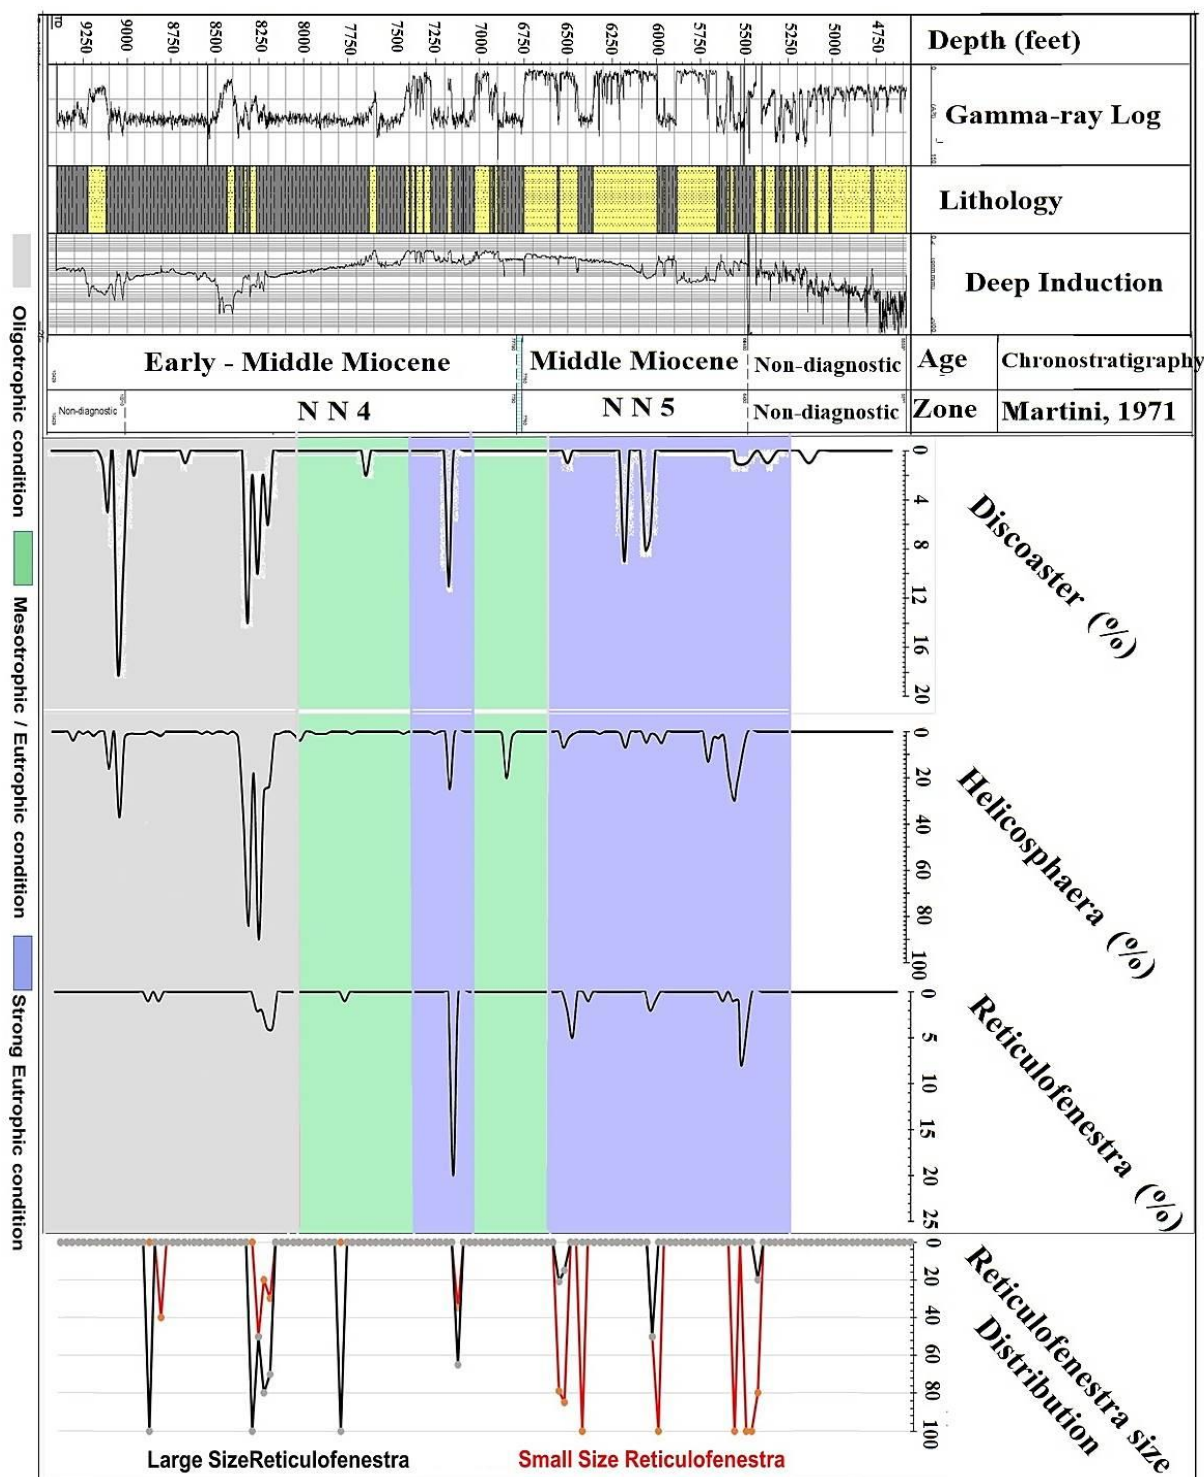 TD
9250
9000
8750
8500
8250
8000
7750
7500
7250
7000
6750
6500
6250
6000
5750
5500
5250
5000
4750
Depth (feet)
Gamma-ray Log
Lithology
Deep Induction
Early - Middle Miocene
Middle Miocene
Non-diagnostic
Age
Chronostratigraphy
Non-diagnostic
N N 4
N N 5
Non-diagnostic
Zone
Martini, 1971
0
4
8
12
16
20
Discoaster (%)
0
20
40
60
80
100
Helicosphaera (%)
0
5
10
15
20
25
Reticulofenestra (%)
0
20
40
60
80
100
Reticulofenestra size
Distribution
Large SizeReticulofenestra
Small Size Reticulofenestra
Oligotrophic condition
Mesotrophic / Eutrophic condition
Strong Eutrophic condition